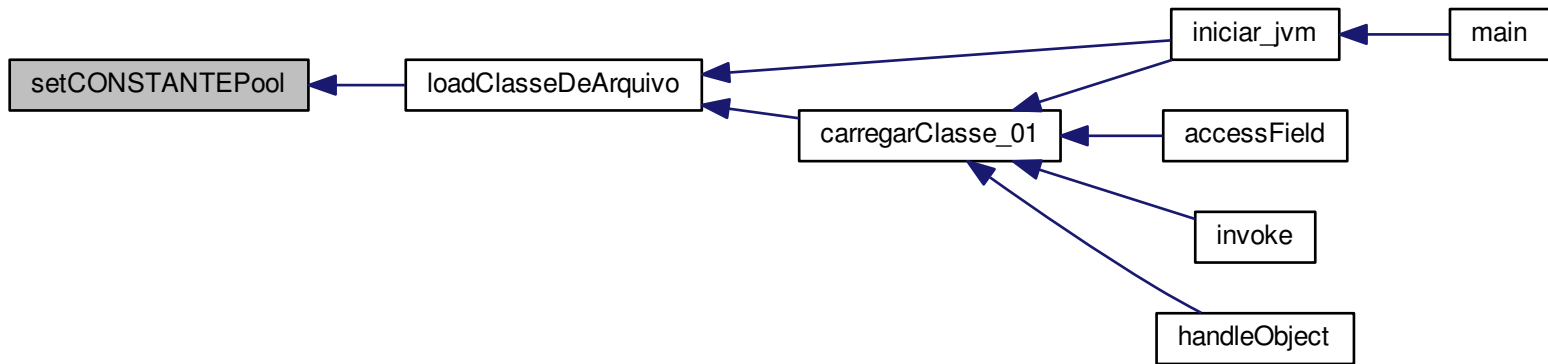 setCONSTANTEPool
loadClasseDeArquivo
iniciar_jvm
main
carregarClasse_01
accessField
invoke
handleObject